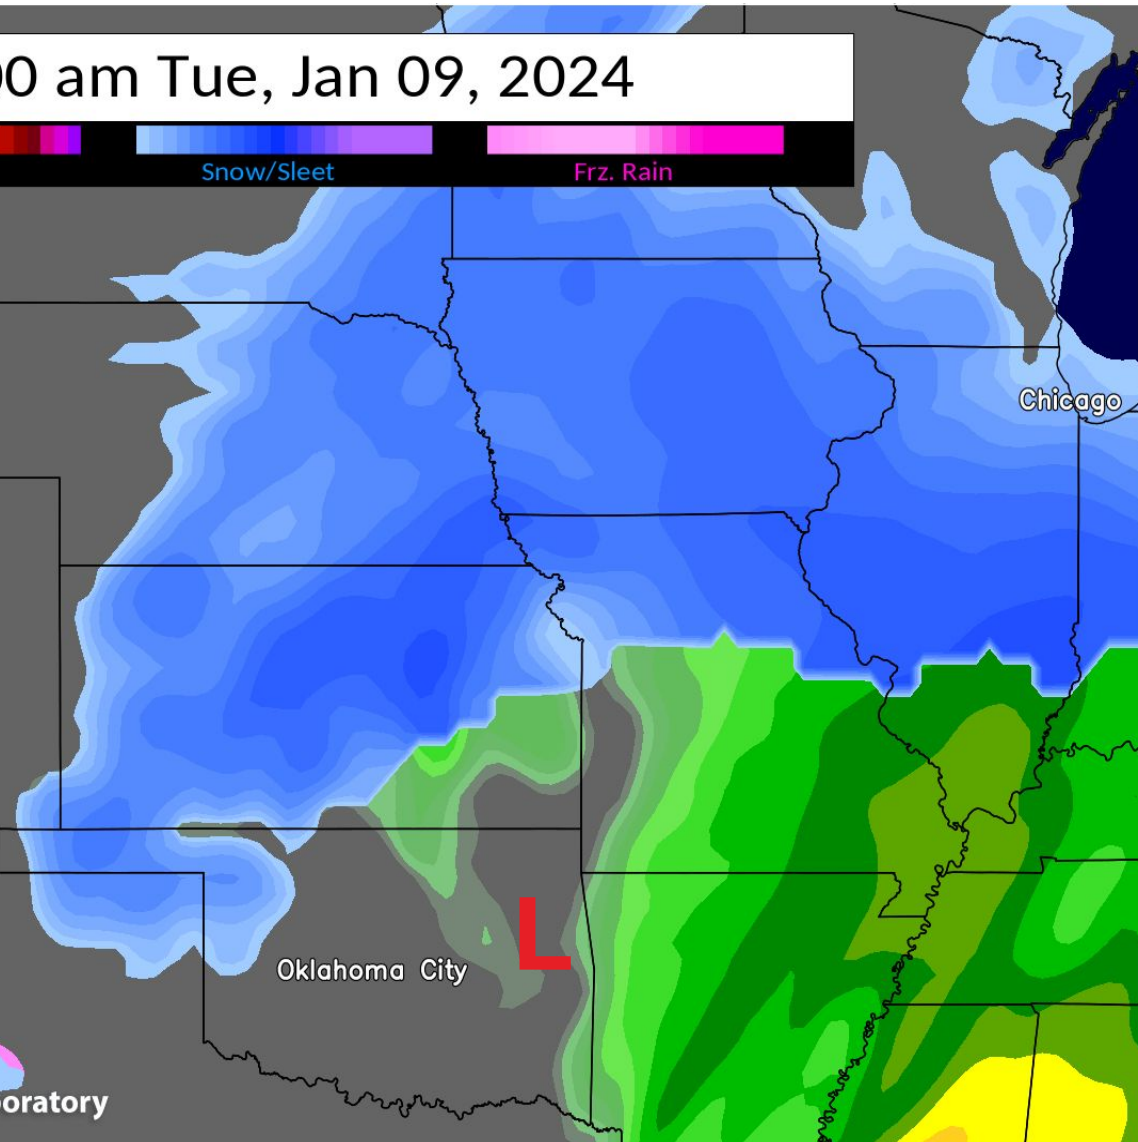 00 am Tue, Jan 09, 2024
Snow/Sleet
Frz. Rain
Chicago
L
Oklahoma City
oratory